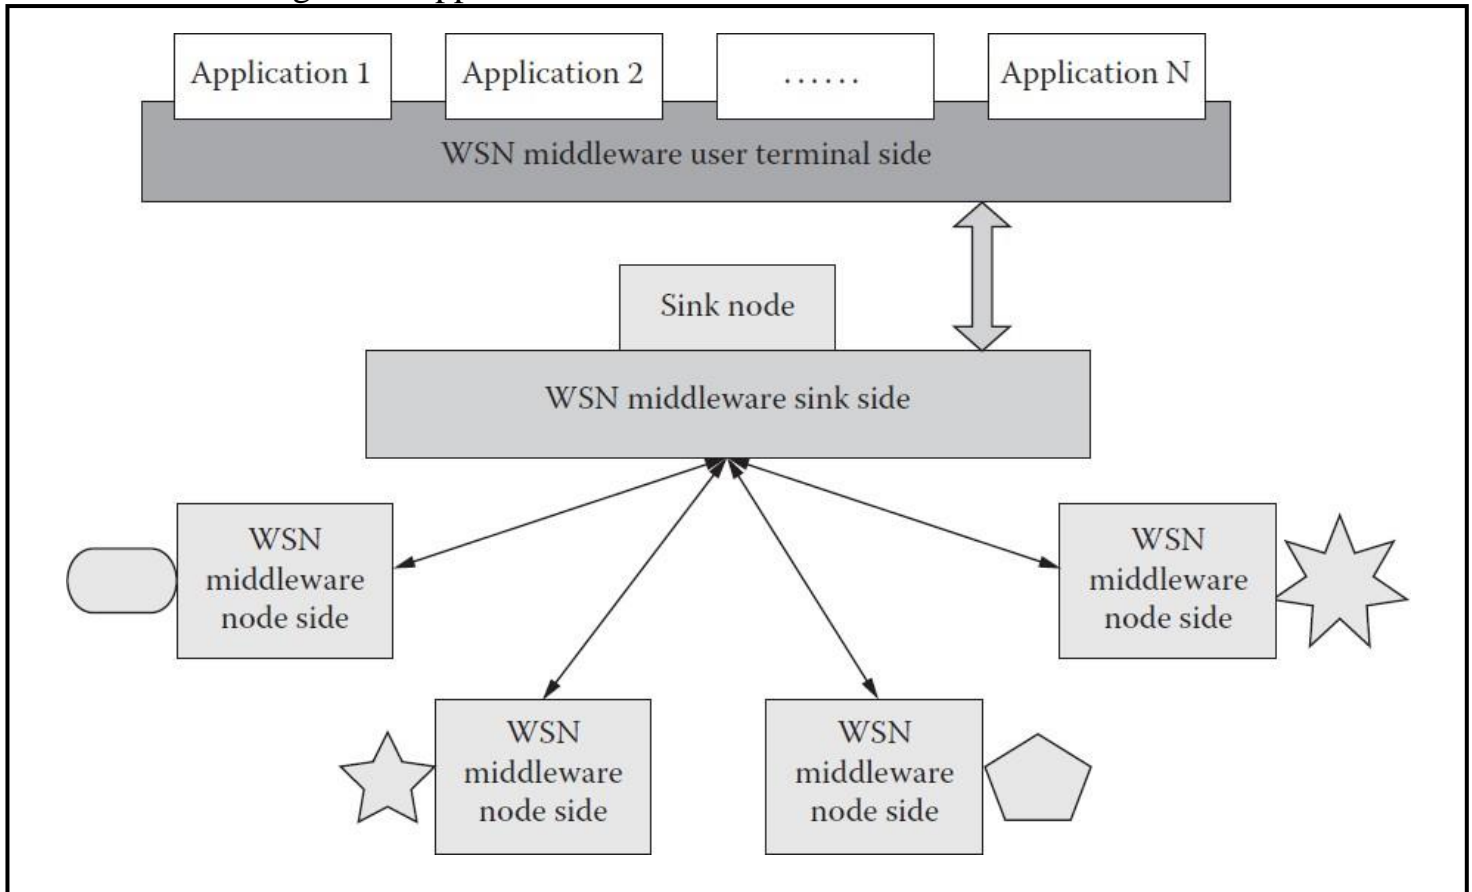 Application 1
Application 2
......
Application N
WSN middleware user terminal side
Sink node
WSN middleware sink side
WSN
middleware
node side
WSN
middleware
node side
WSN
middleware
node side
WSN
middleware
node side